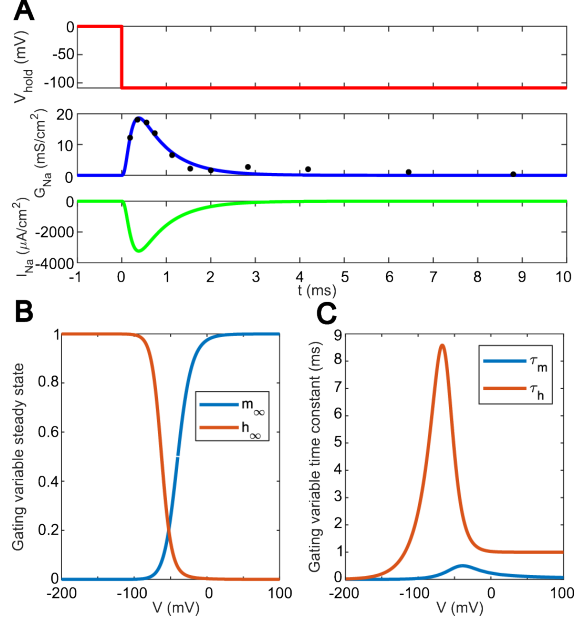 A
0
-50
-100
V_hold (mV)
20
10
0
G_Na (mS/cm²)
0
-2000
-4000
I_Na (μA/cm²)
-1 0 1 2 3 4 5 6 7 8 9 10
t (ms)
B
1
0.8
0.6
0.4
0.2
0
Gating variable steady state
m_∞
h_∞
-200 -100 -50 0 100
V (mV)
C
9
8
7
6
5
4
3
2
1
0
Gating variable time constant (ms)
τ_m
τ_h
-200 -100 0 100
V (mV)